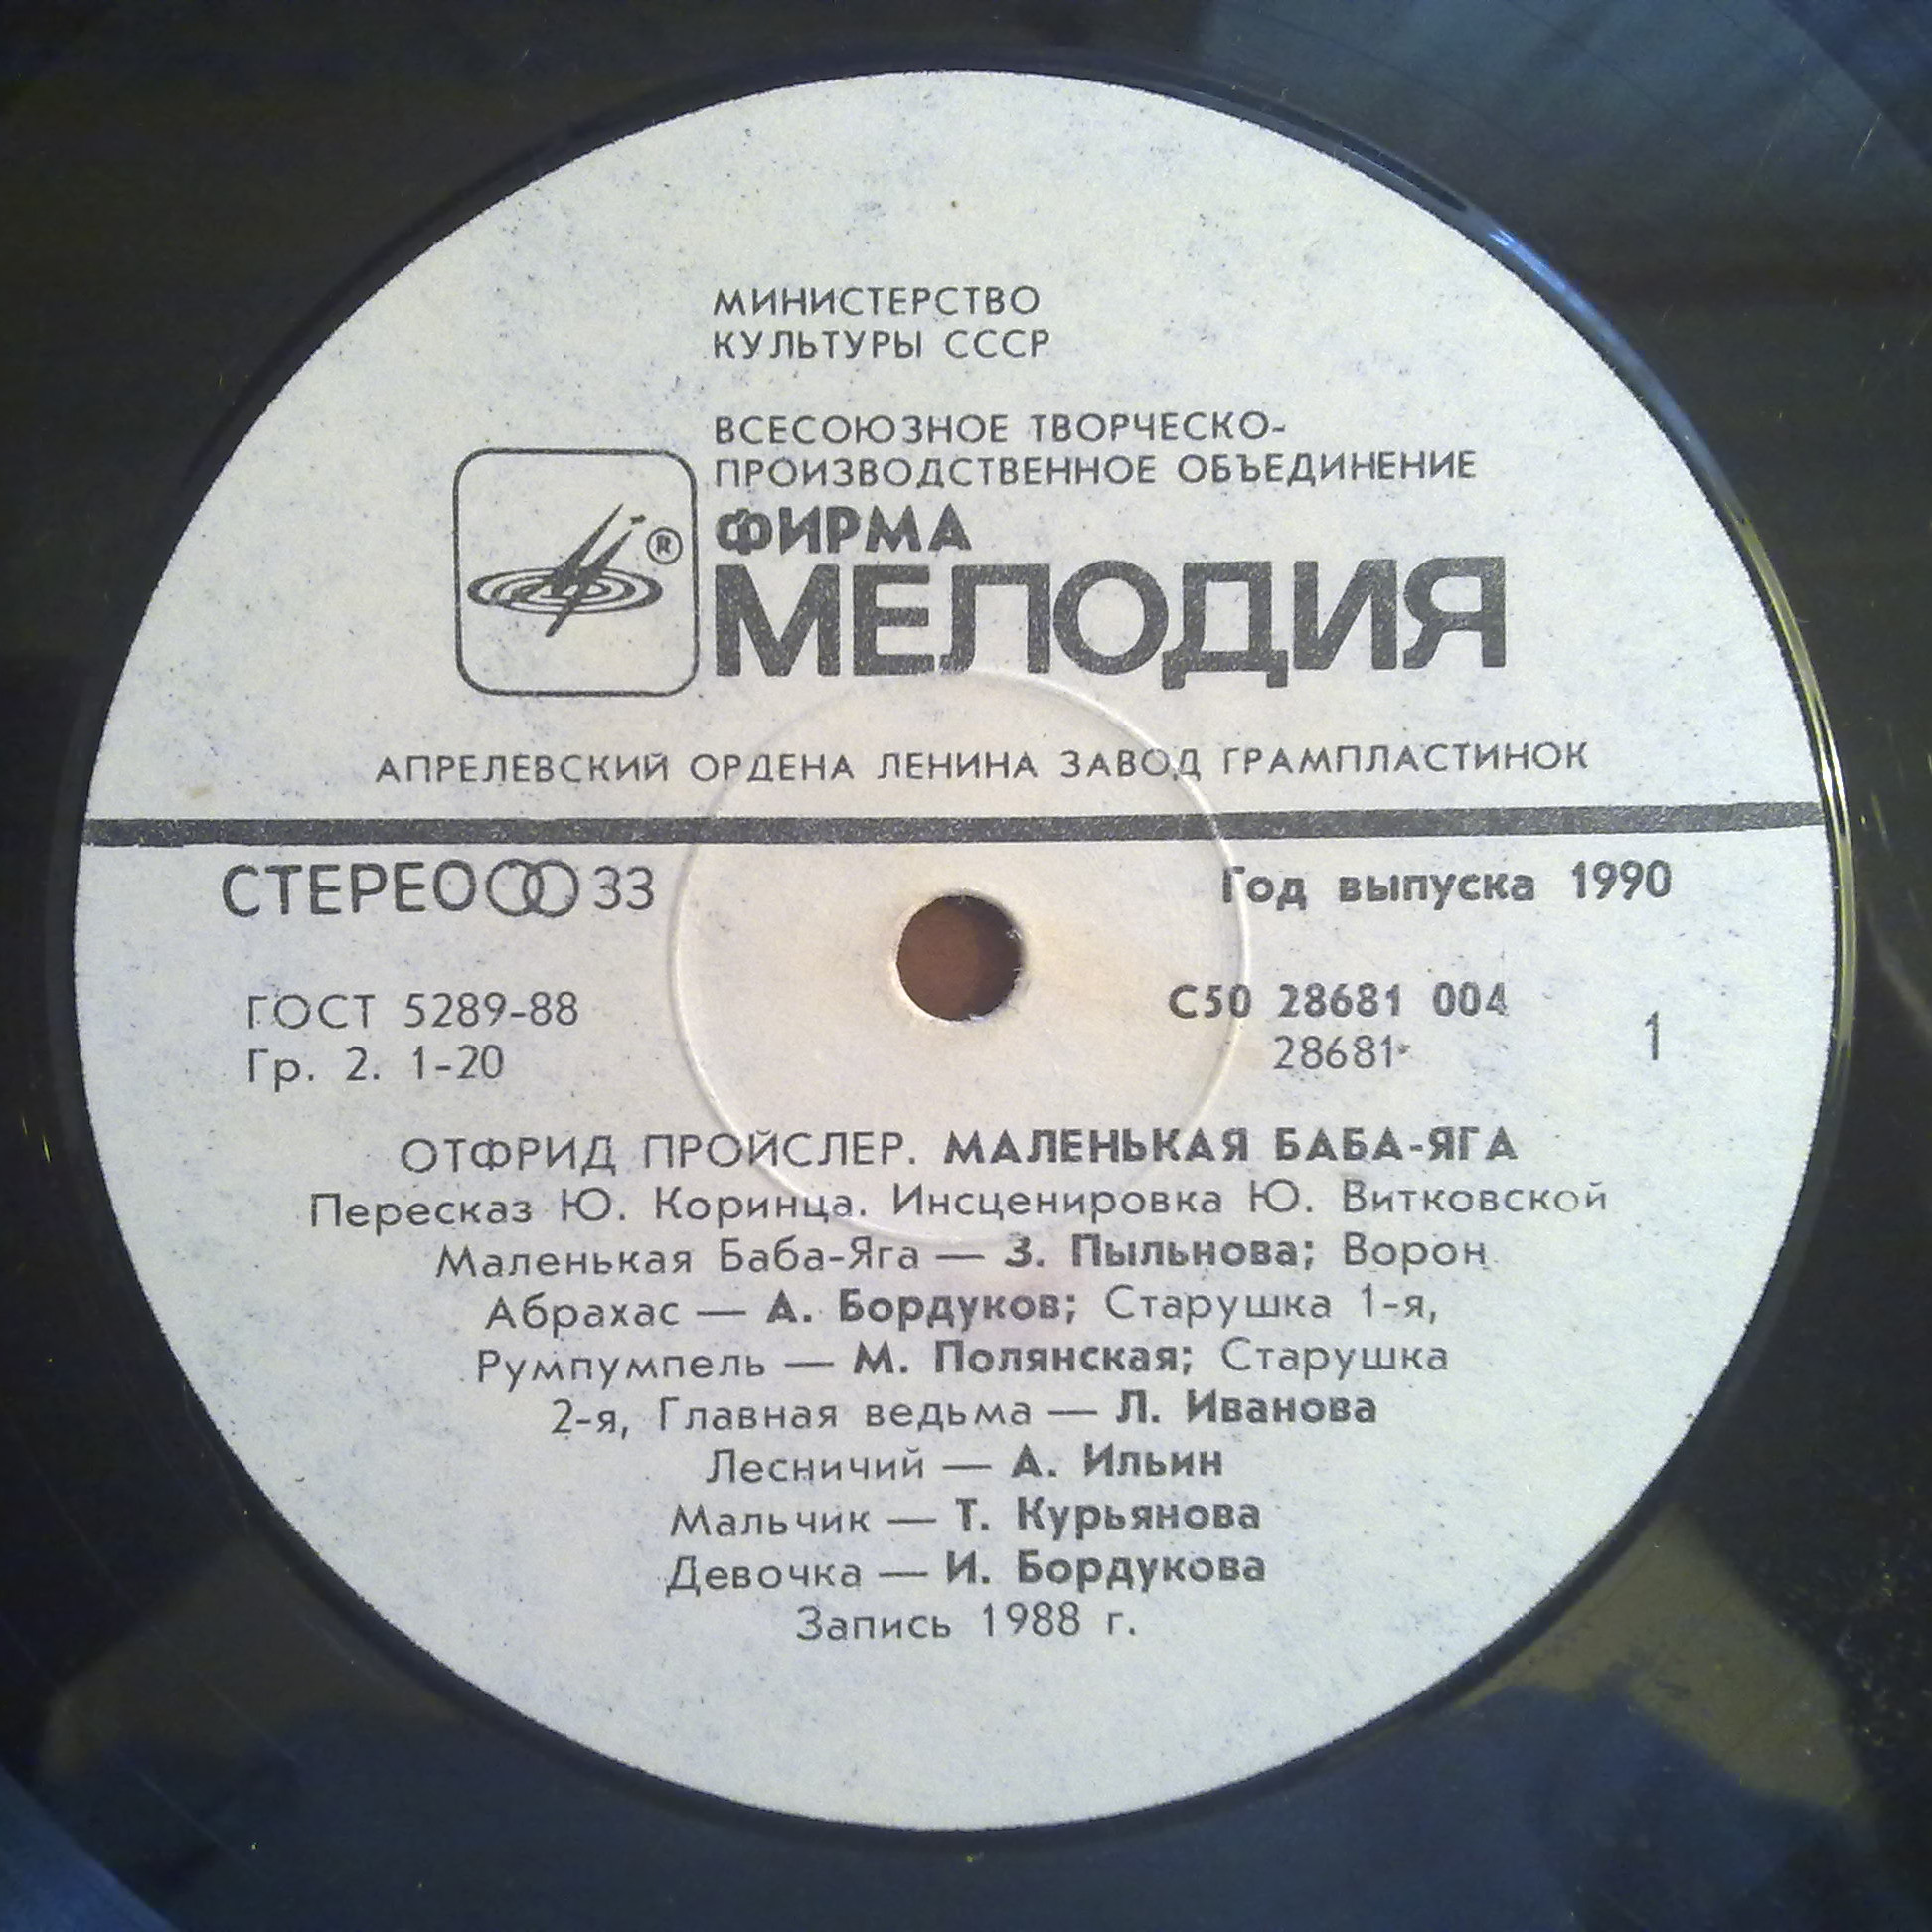 МИНИСТЕРСТВО
КУЛЬТУРЫ СССР
ВСЕСОЮЗНОЕ ТВОРЧЕСКО-
ПРОИЗВОДСТВЕННОЕ ОБЪЕДИНЕНИЕ
®
ФИРМА
МЕЛОДИЯ
АПРЕЛЕВСКИЙ ОРДЕНА ЛЕНИНА ЗАВОД ГРАМПЛАСТИНОК
СТЕРЕО 33
Год выпуска 1990
ГОСТ 5289-88
Гр. 2. 1-20
С50 28681 004
28681
1
ОТФРИД ПРОЙСЛЕР. МАЛЕНЬКАЯ БАБА-ЯГА
Пересказ Ю. Коринца. Инсценировка Ю. Витковской
Маленькая Баба-Яга — З. Пыльнова; Ворон
Абрахас — А. Бордуков; Старушка 1-я,
Румпумпель — М. Полянская; Старушка
2-я, Главная ведьма — Л. Иванова
Лесничий — А. Ильин
Мальчик — Т. Курьянова
Девочка — И. Бордукова
Запись 1988 г.